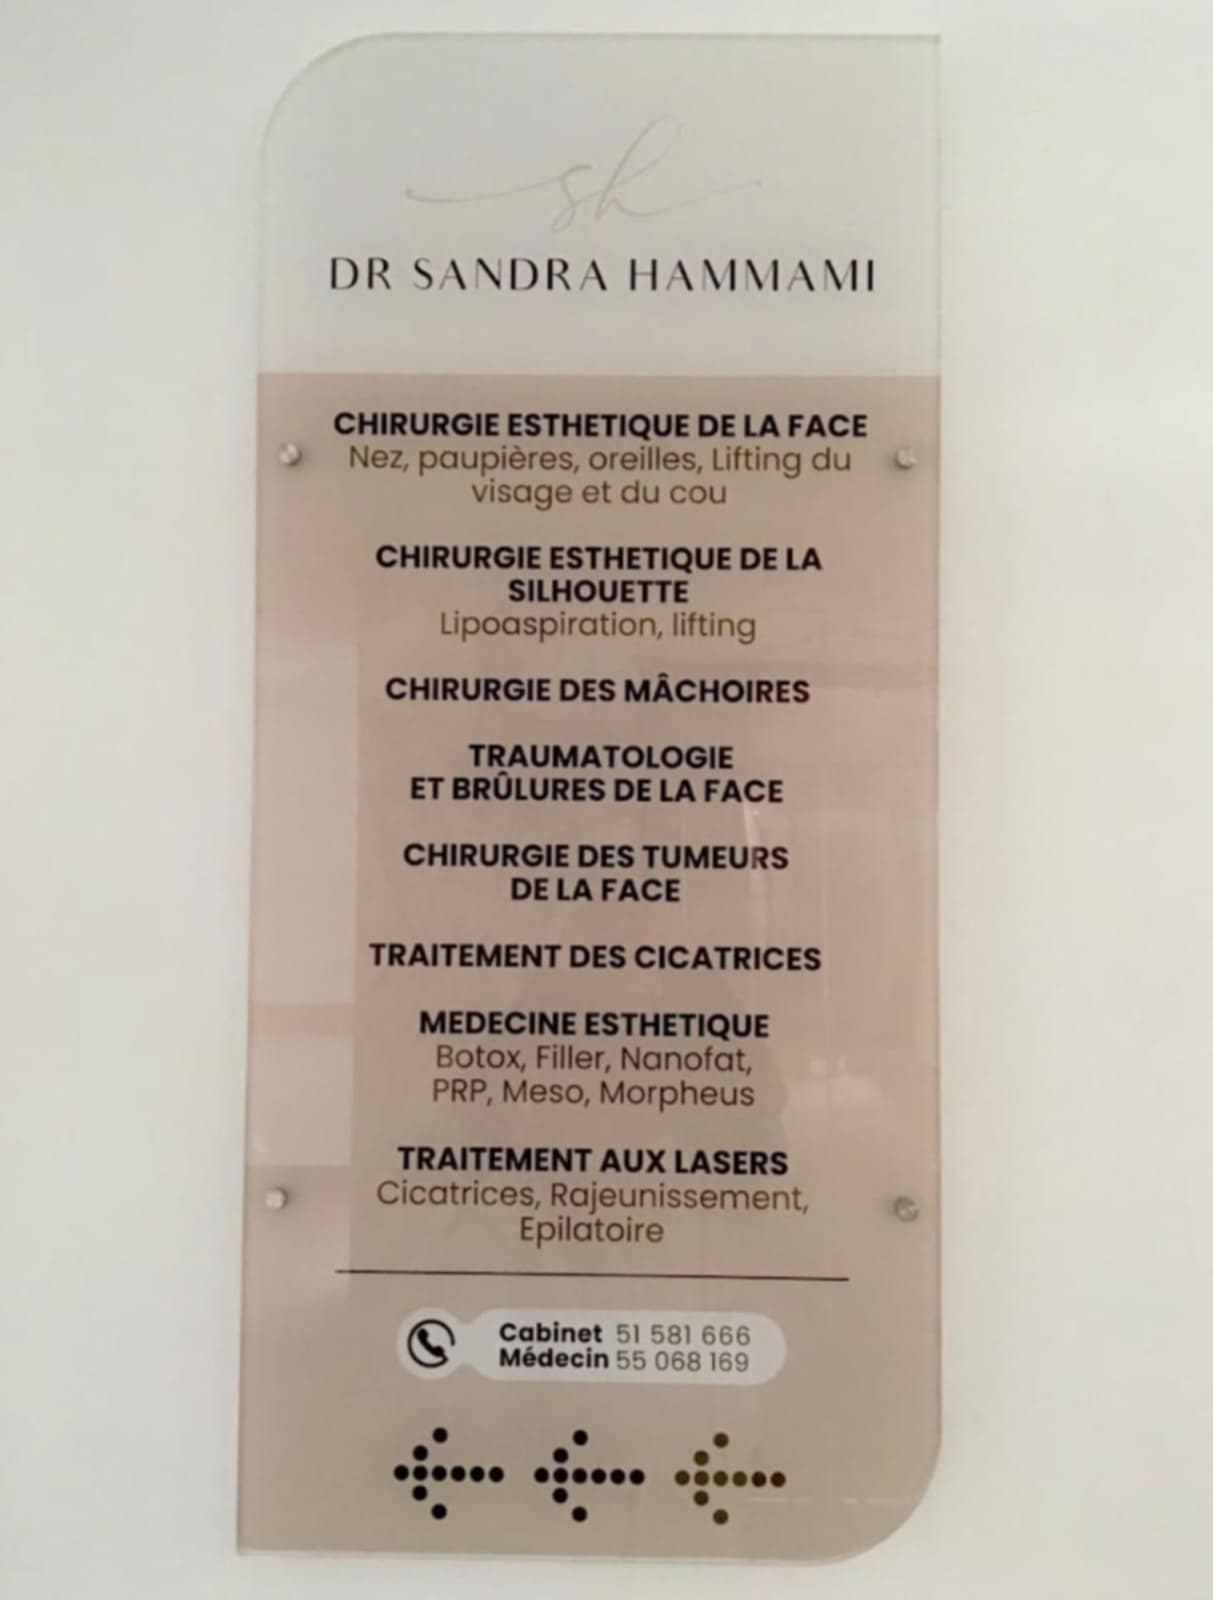 sh
DR SANDRA HAMMAMI
CHIRURGIE ESTHETIQUE DE LA FACE
Nez, paupières, oreilles, Lifting du
visage et du cou
CHIRURGIE ESTHETIQUE DE LA
SILHOUETTE
Lipoaspiration, lifting
CHIRURGIE DES MÂCHOIRES
TRAUMATOLOGIE
ET BRÛLURES DE LA FACE
CHIRURGIE DES TUMEURS
DE LA FACE
TRAITEMENT DES CICATRICES
MEDECINE ESTHETIQUE
Botox, Filler, Nanofat,
PRP, Meso, Morpheus
TRAITEMENT AUX LASERS
Cicatrices, Rajeunissement,
Epilatoire
Cabinet 51 581 666
Médecin 55 068 169